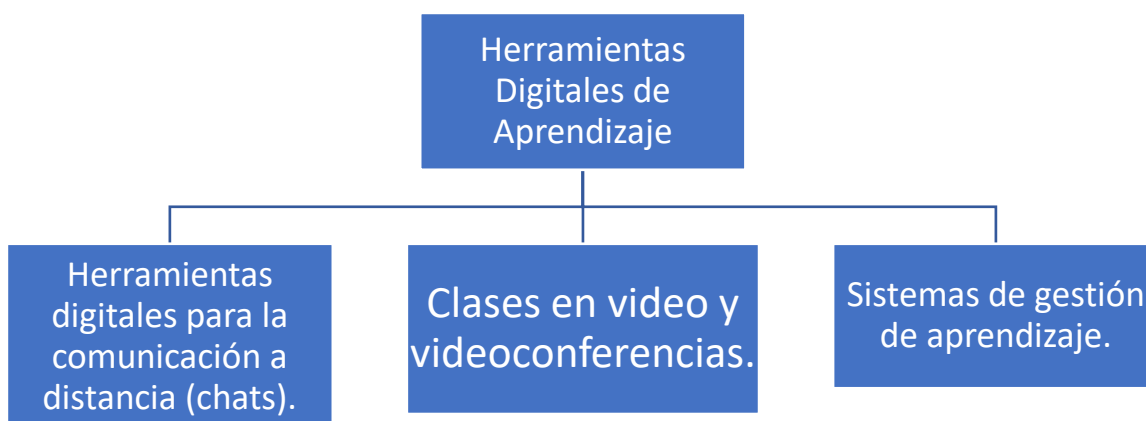 Herramientas
Digitales de
Aprendizaje
Herramientas
digitales para la
comunicación a
distancia (chats).
Clases en video y
videoconferencias.
Sistemas de gestión
de aprendizaje.